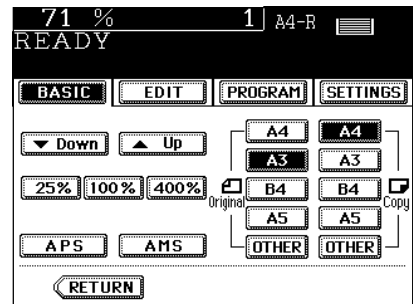 71 % 1 A4-R
READY
BASIC EDIT PROGRAM SETTINGS
Down Up
25% 100% 400%
APS AMS
Original
A4 A4
A3 A3
B4 B4
A5 A5
OTHER OTHER
Copy
RETURN